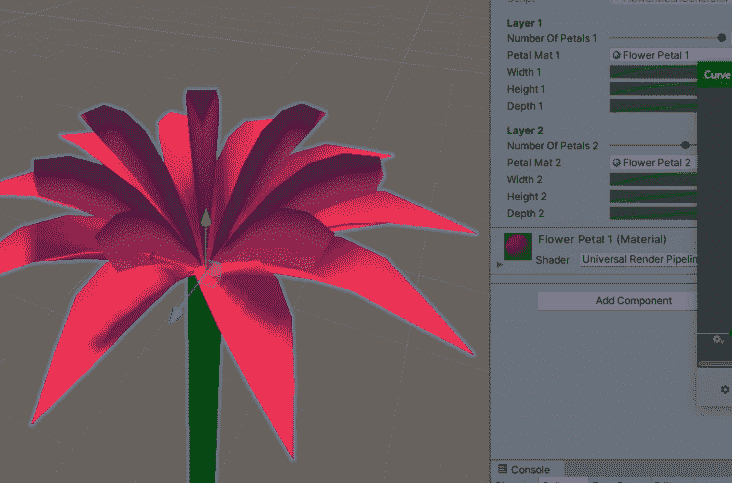 Layer 1
Number Of Petals 1
Petal Mat 1 Flower Petal 1
Width 1
Height 1
Depth 1
Curve
Layer 2
Number Of Petals 2
Petal Mat 2 Flower Petal 2
Width 2
Height 2
Depth 2
Flower Petal 1 (Material)
Shader Universal Render Pipelin
Add Component
Console